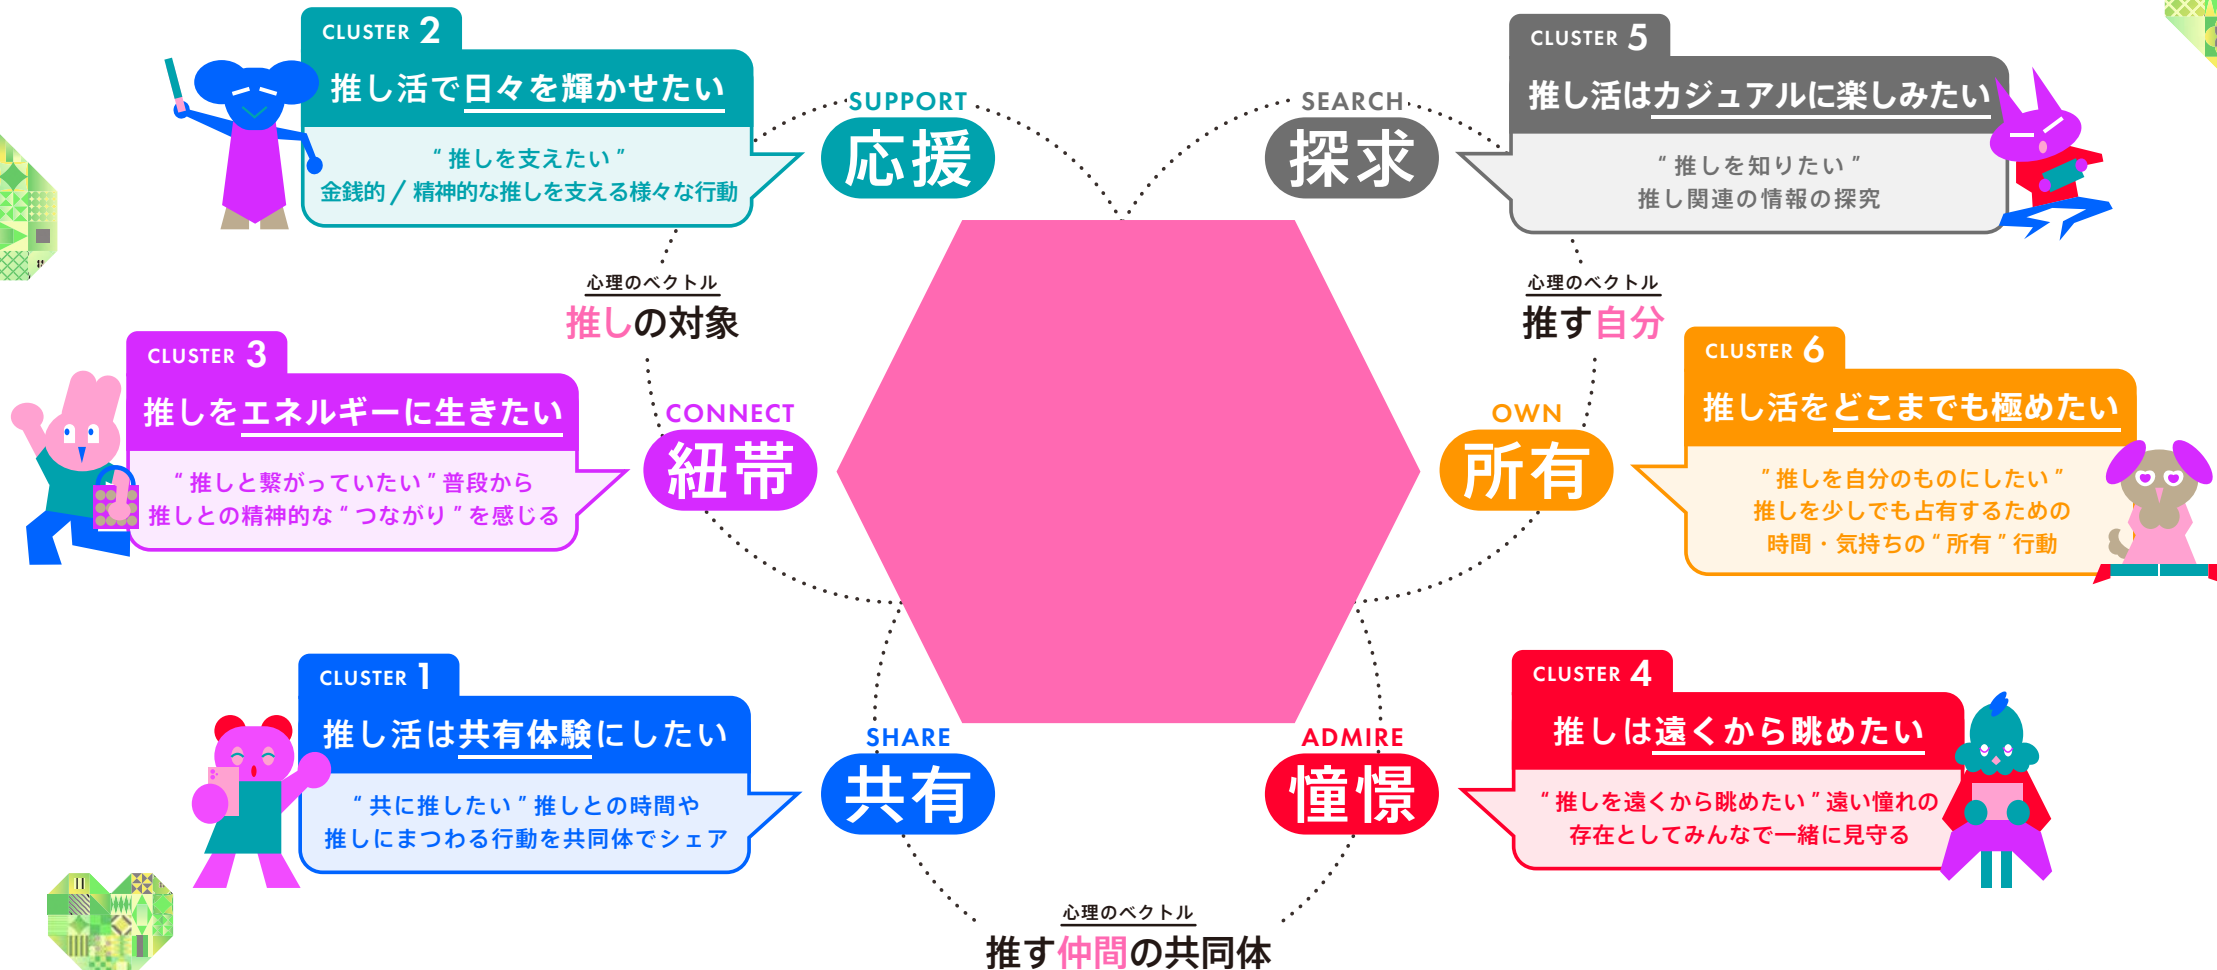 CLUSTER 2
推し活で日々を輝かせたい
“ 推しを支えたい ”
金銭的 / 精神的な推しを支える様々な行動
SUPPORT
応援
SEARCH
探求
CLUSTER 5
推し活はカジュアルに楽しみたい
“ 推しを知りたい ”
推し関連の情報の探究
心理のベクトル
推しの対象
心理のベクトル
推す自分
CLUSTER 3
推しをエネルギーに生きたい
“ 推しと繋がっていたい ” 普段から
推しとの精神的な “ つながり ” を感じる
CONNECT
紐帯
OWN
所有
CLUSTER 6
推し活をどこまでも極めたい
” 推しを自分のものにしたい ”
推しを少しでも占有するための
時間・気持ちの “ 所有 ” 行動
CLUSTER 1
推し活は共有体験にしたい
“ 共に推したい ” 推しとの時間や
推しにまつわる行動を共同体でシェア
SHARE
共有
ADMIRE
憧憬
CLUSTER 4
推しは遠くから眺めたい
“ 推しを遠くから眺めたい ” 遠い憧れの
存在としてみんなで一緒に見守る
心理のベクトル
推す仲間の共同体